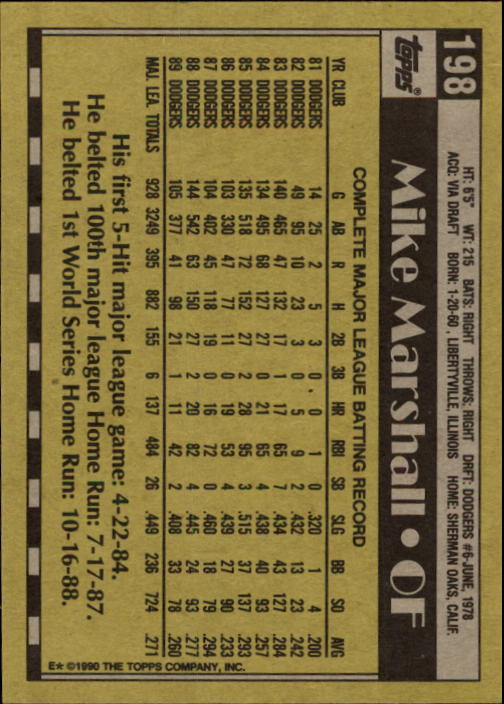 198
topps®
HT: 6'5" WT: 215 BATS: RIGHT THROWS: RIGHT DRFT: DODGERS #6-JUNE, 1978
ACQ: VIA DRAFT BORN: 1-20-60, LIBERTYVILLE, ILLINOIS HOME: SHERMAN OAKS, CALIF.
Mike Marshall • OF
COMPLETE MAJOR LEAGUE BATTING RECORD
YR CLUB G AB R H 2B 3B HR RBI SB SLG BB SO AVG
81 DODGERS 14 25 2 5 3 0 0 1 0 .320 1 4 .200
82 DODGERS 49 95 10 23 3 0 5 9 2 .432 13 23 .242
83 DODGERS 140 465 47 132 17 1 17 65 7 .434 43 127 .284
84 DODGERS 134 495 68 127 27 0 21 65 4 .438 40 93 .257
85 DODGERS 135 518 72 152 27 2 28 95 3 .515 37 137 .293
86 DODGERS 103 330 47 77 11 0 19 53 4 .439 27 90 .233
87 DODGERS 104 402 45 118 19 0 16 72 0 .460 18 79 .294
88 DODGERS 144 542 63 150 27 2 20 82 4 .445 24 93 .277
89 DODGERS 105 377 41 98 21 1 11 42 2 .408 33 78 .260
MAJ. LEA. TOTALS 928 3249 395 882 155 6 137 484 26 .449 236 724 .271
His first 5-Hit major league game: 4-22-84.
He belted 100th major league Home Run: 7-17-87.
He belted 1st World Series Home Run: 10-16-88.
E* ©1990 THE TOPPS COMPANY, INC.